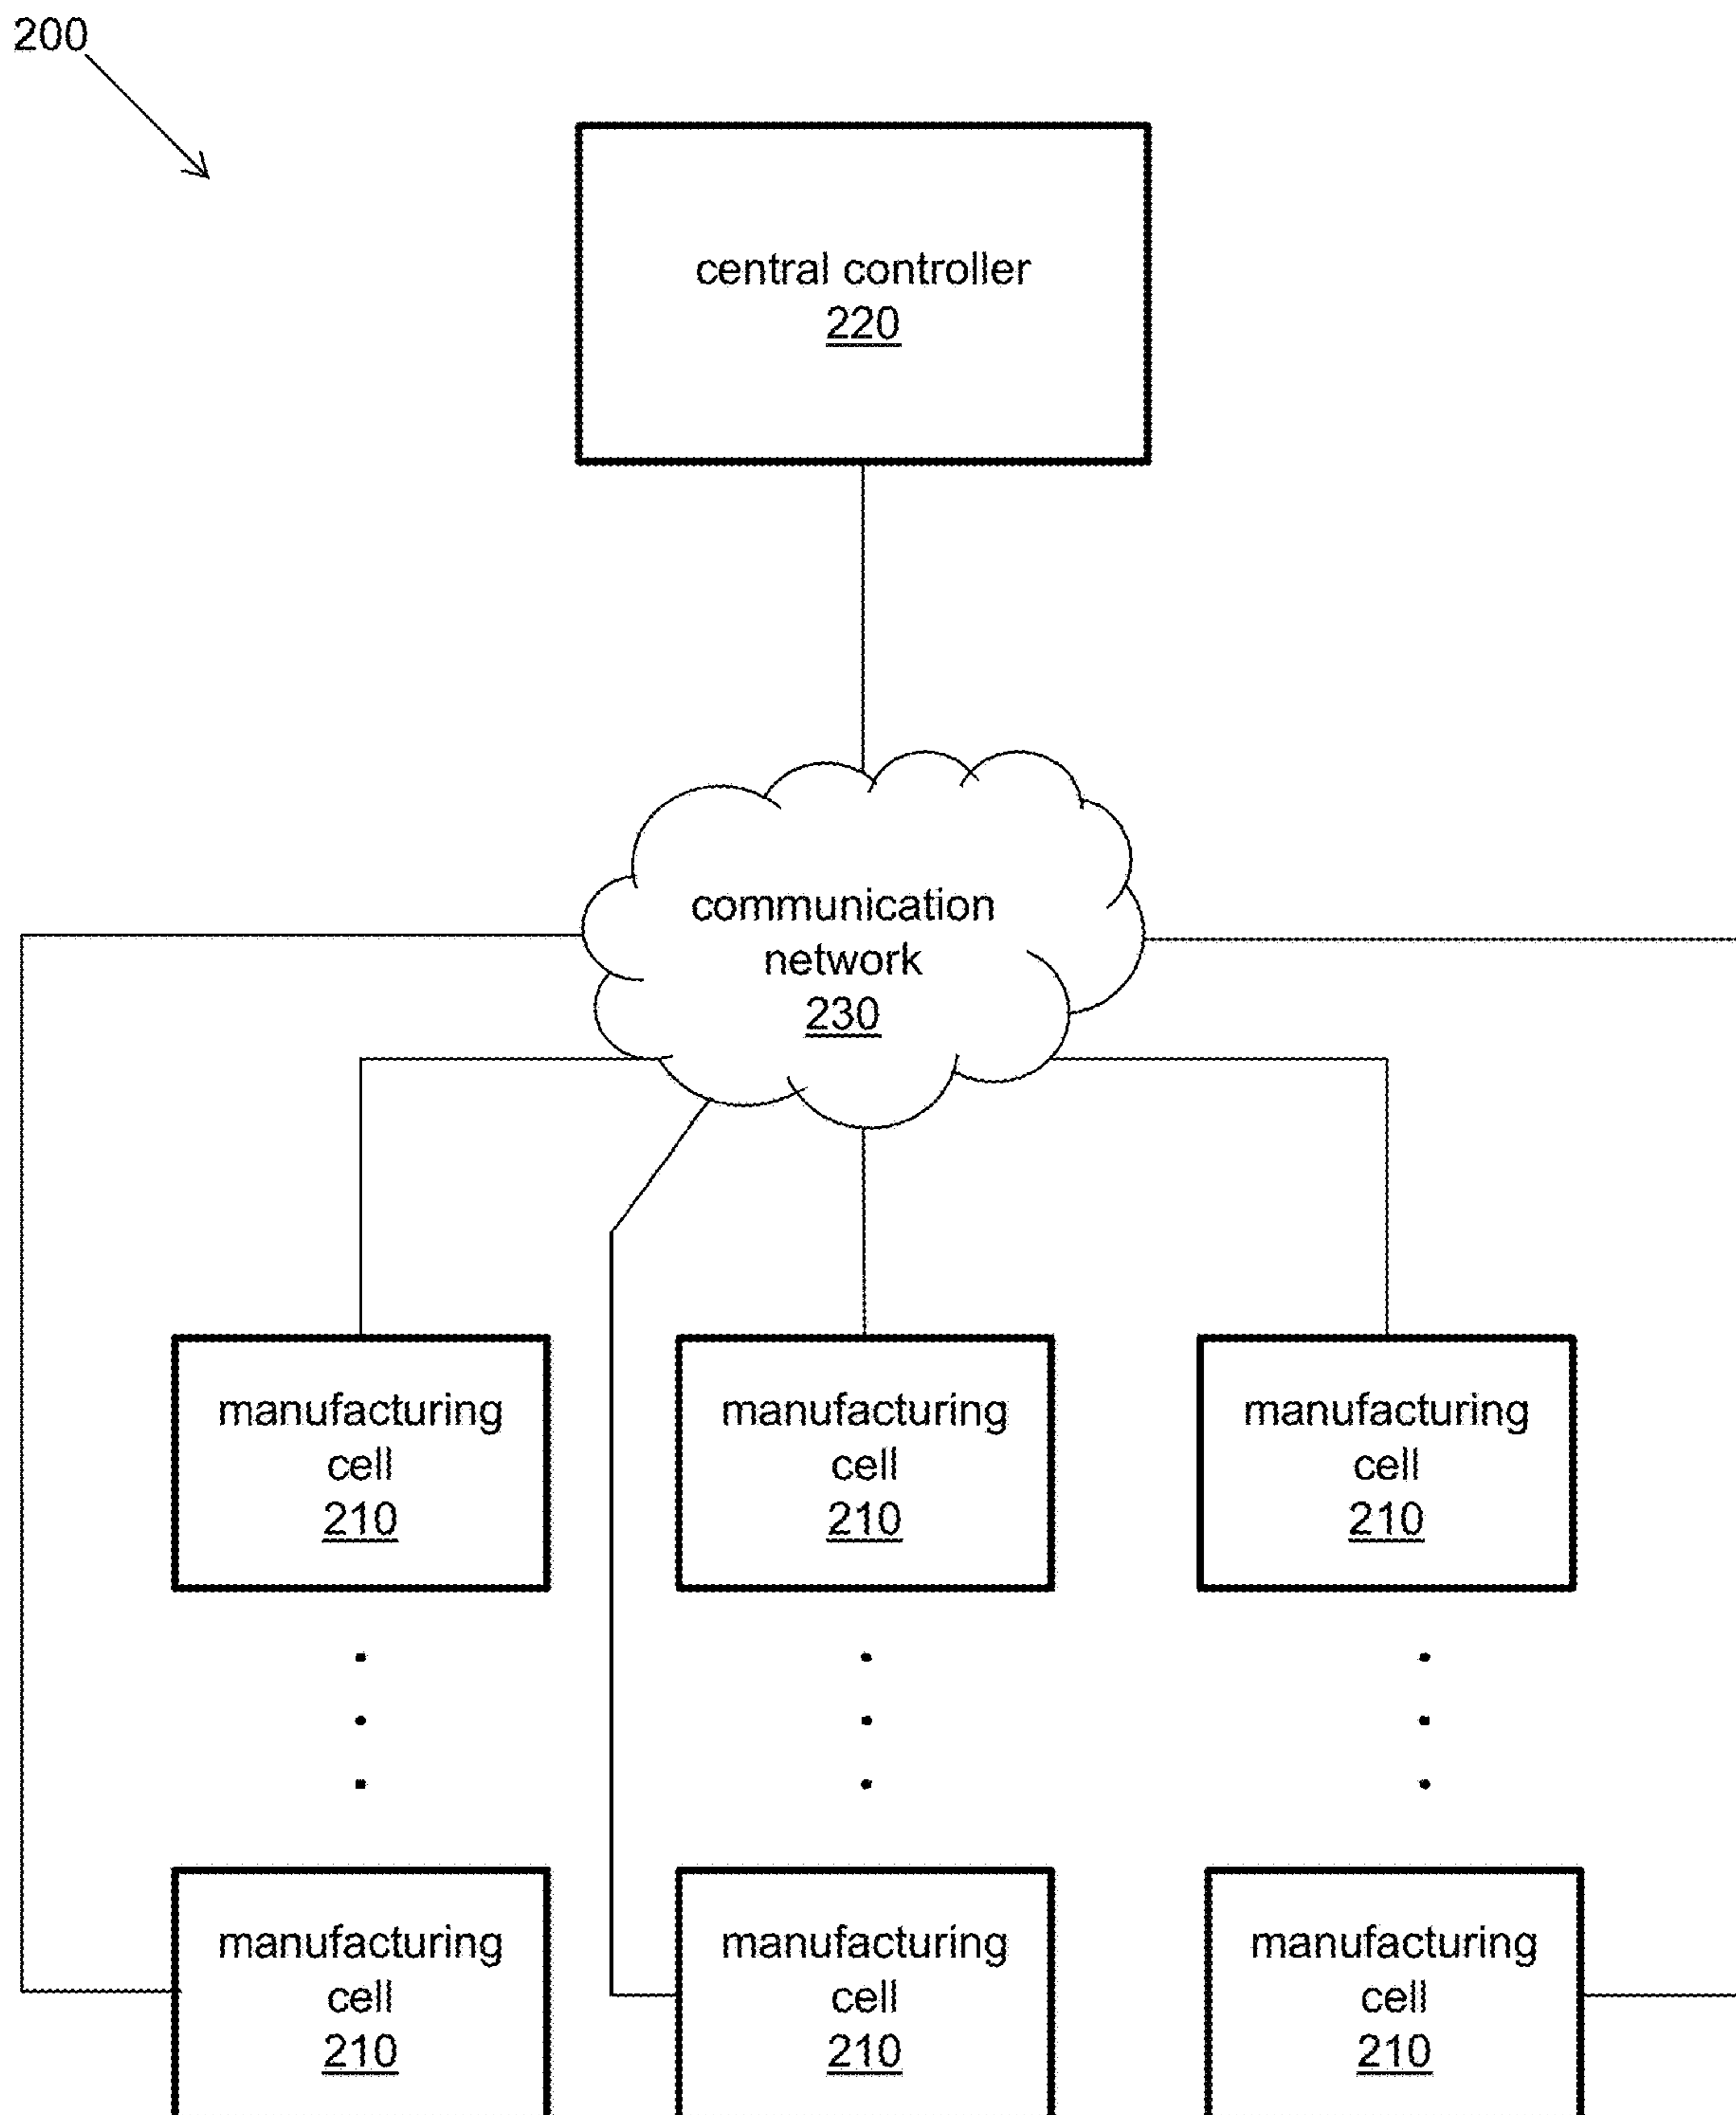 200
central controller
220
communication
network
230
manufacturing
cell
210
manufacturing
cell
210
manufacturing
cell
210
manufacturing
cell
210
manufacturing
cell
210
manufacturing
cell
210